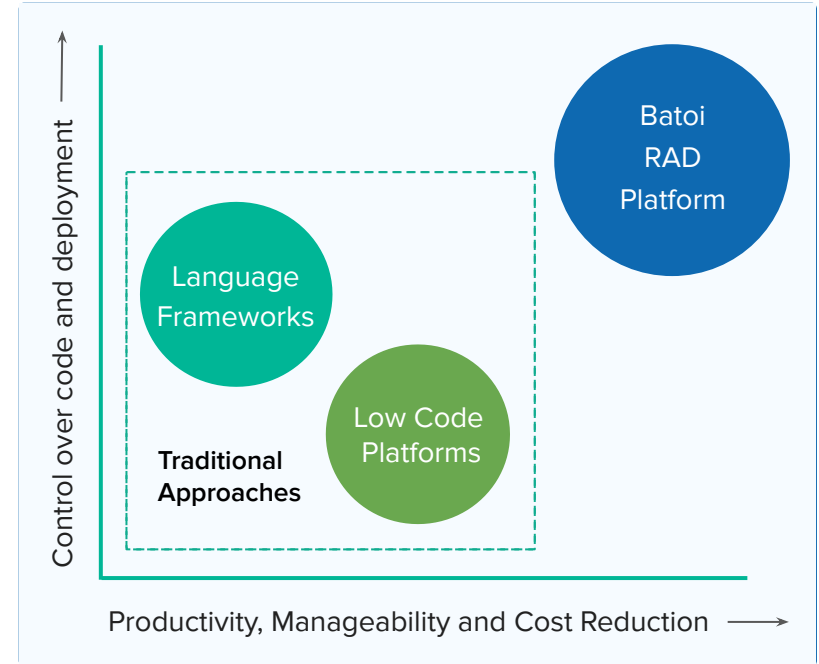 Control over code and deployment
Batoi
RAD
Platform
Language
Frameworks
Low Code
Platforms
Traditional
Approaches
Productivity, Manageability and Cost Reduction